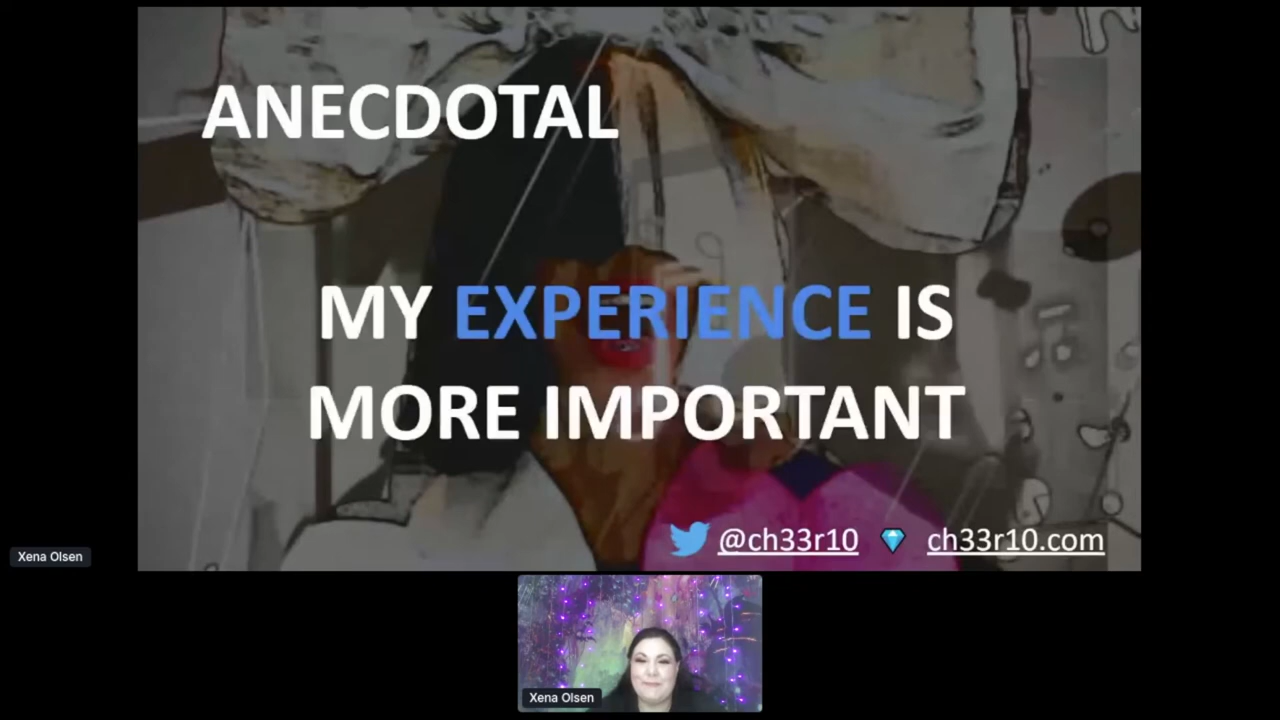 ANECDOTAL
MY EXPERIENCE IS
MORE IMPORTANT
@ch33r10 ch33r10.com
Xena Olsen
Xena Olsen